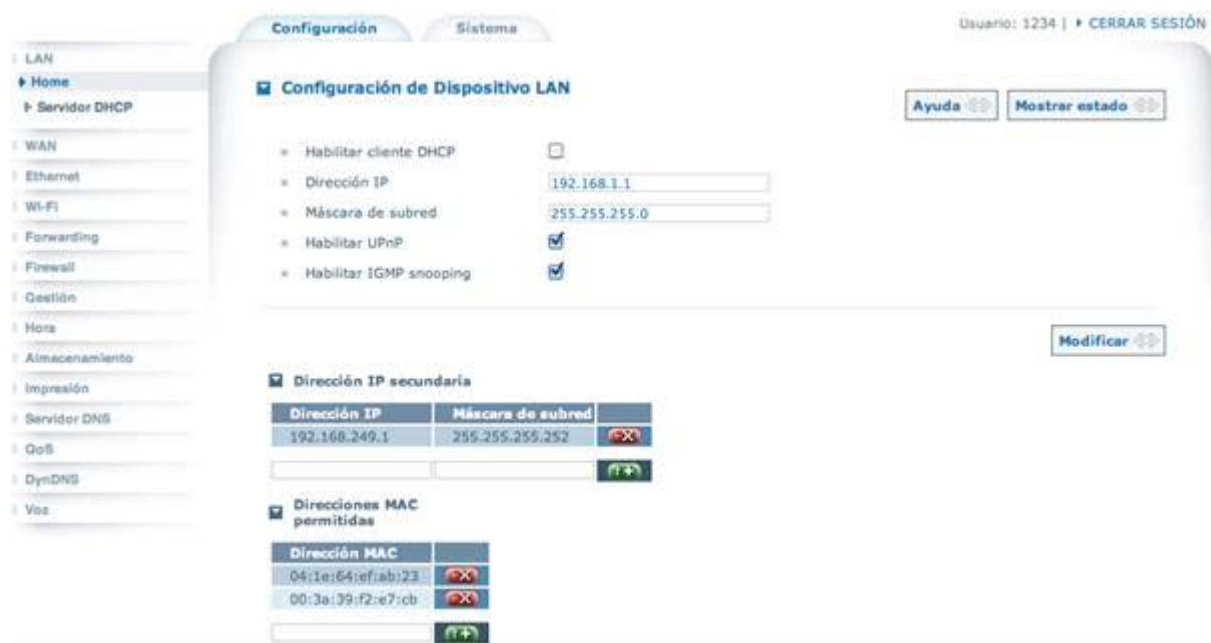 Configuración
Sistema
Usuario: 1234 | CERRAR SESIÓN
LAN
Home
Servidor DHCP
WAN
Ethernet
Wi-Fi
Forwarding
Firewall
Gestión
Hora
Almacenamiento
Impresión
Servidor DNS
QoS
DynDNS
Voz
Configuración de Dispositivo LAN
Ayuda
Mostrar estado
Habilitar cliente DHCP
Dirección IP 192.168.1.1
Máscara de subred 255.255.255.0
Habilitar UPnP
Habilitar IGMP snooping
Modificar
Dirección IP secundaria
Dirección IP Máscara de subred
192.168.249.1 255.255.255.252
Direcciones MAC
permitidas
Dirección MAC
04:1e:64:ef:ab:23
00:3a:39:f2:e7:cb